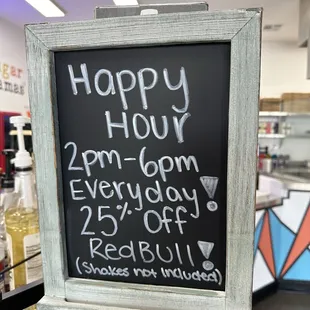 Happy
Hour
2pm-6pm
Everyday!
25% Off
RedBull!
(Shakes not Included)